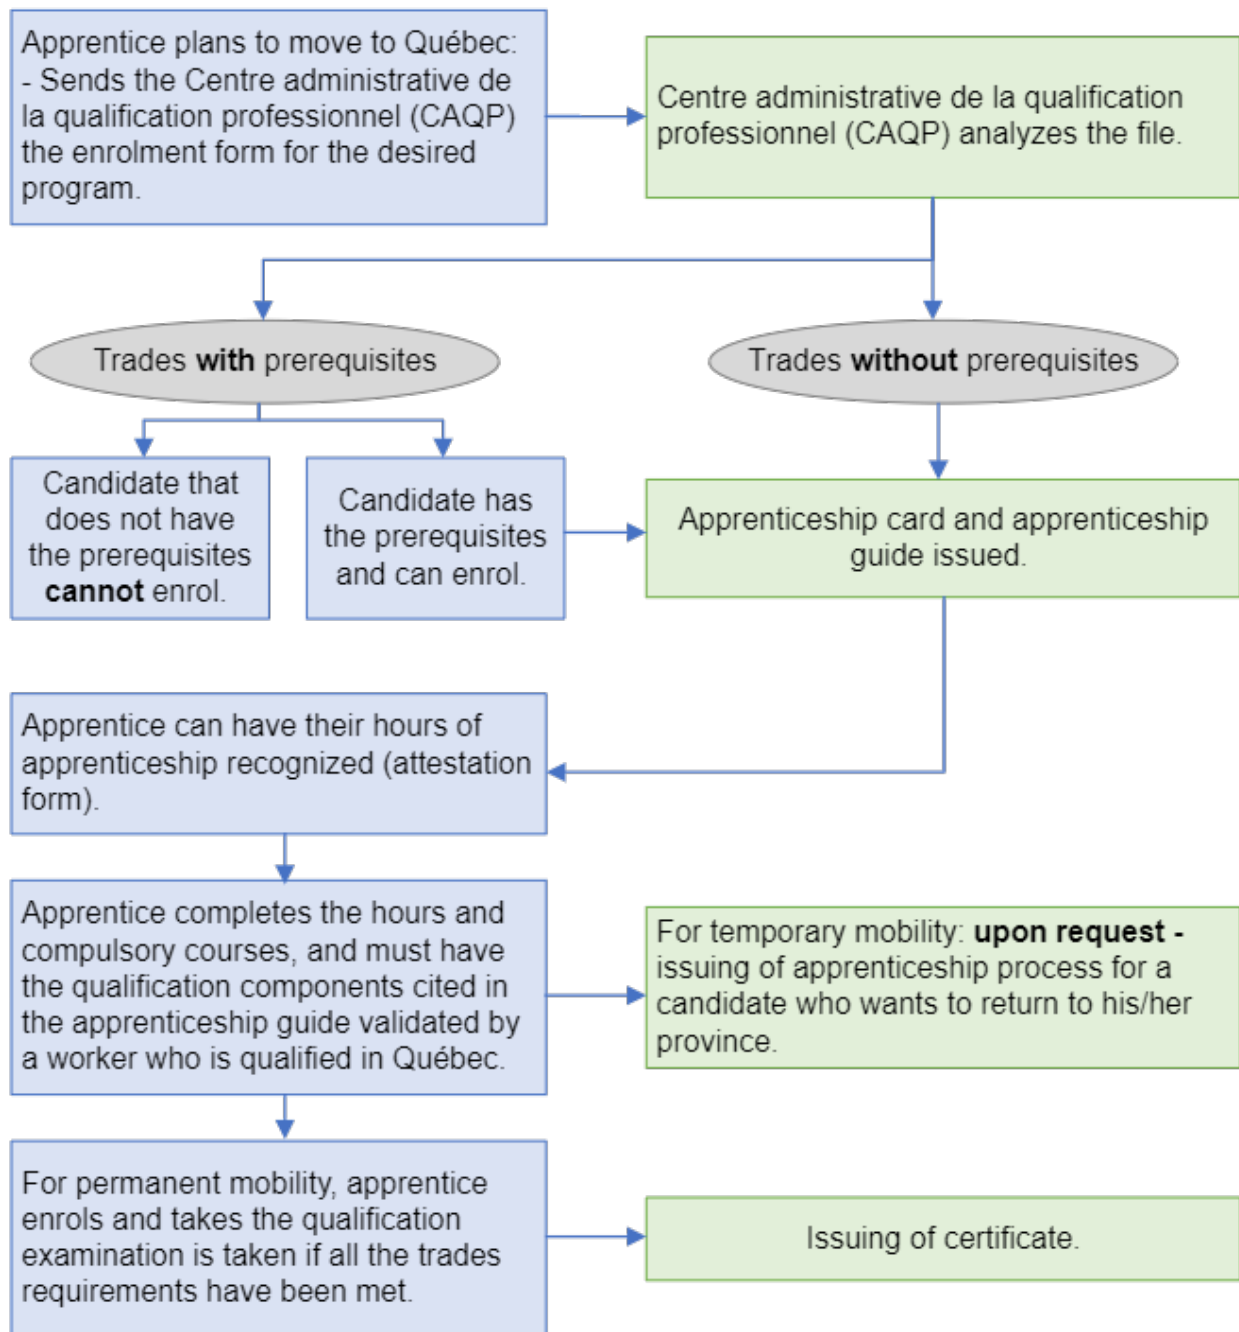 Apprentice plans to move to Québec:
- Sends the Centre administrative de
la qualification professionnel (CAQP)
the enrolment form for the desired
program.
Centre administrative de la qualification
professionnel (CAQP) analyzes the file.
Trades with prerequisites
Trades without prerequisites
Candidate that
does not have
the prerequisites
cannot enrol.
Candidate has
the prerequisites
and can enrol.
Apprenticeship card and apprenticeship
guide issued.
Apprentice can have their hours of
apprenticeship recognized (attestation
form).
Apprentice completes the hours and
compulsory courses, and must have
the qualification components cited in
the apprenticeship guide validated by
a worker who is qualified in Québec.
For temporary mobility: upon request -
issuing of apprenticeship process for a
candidate who wants to return to his/her
province.
For permanent mobility, apprentice
enrols and takes the qualification
examination is taken if all the trades
requirements have been met.
Issuing of certificate.